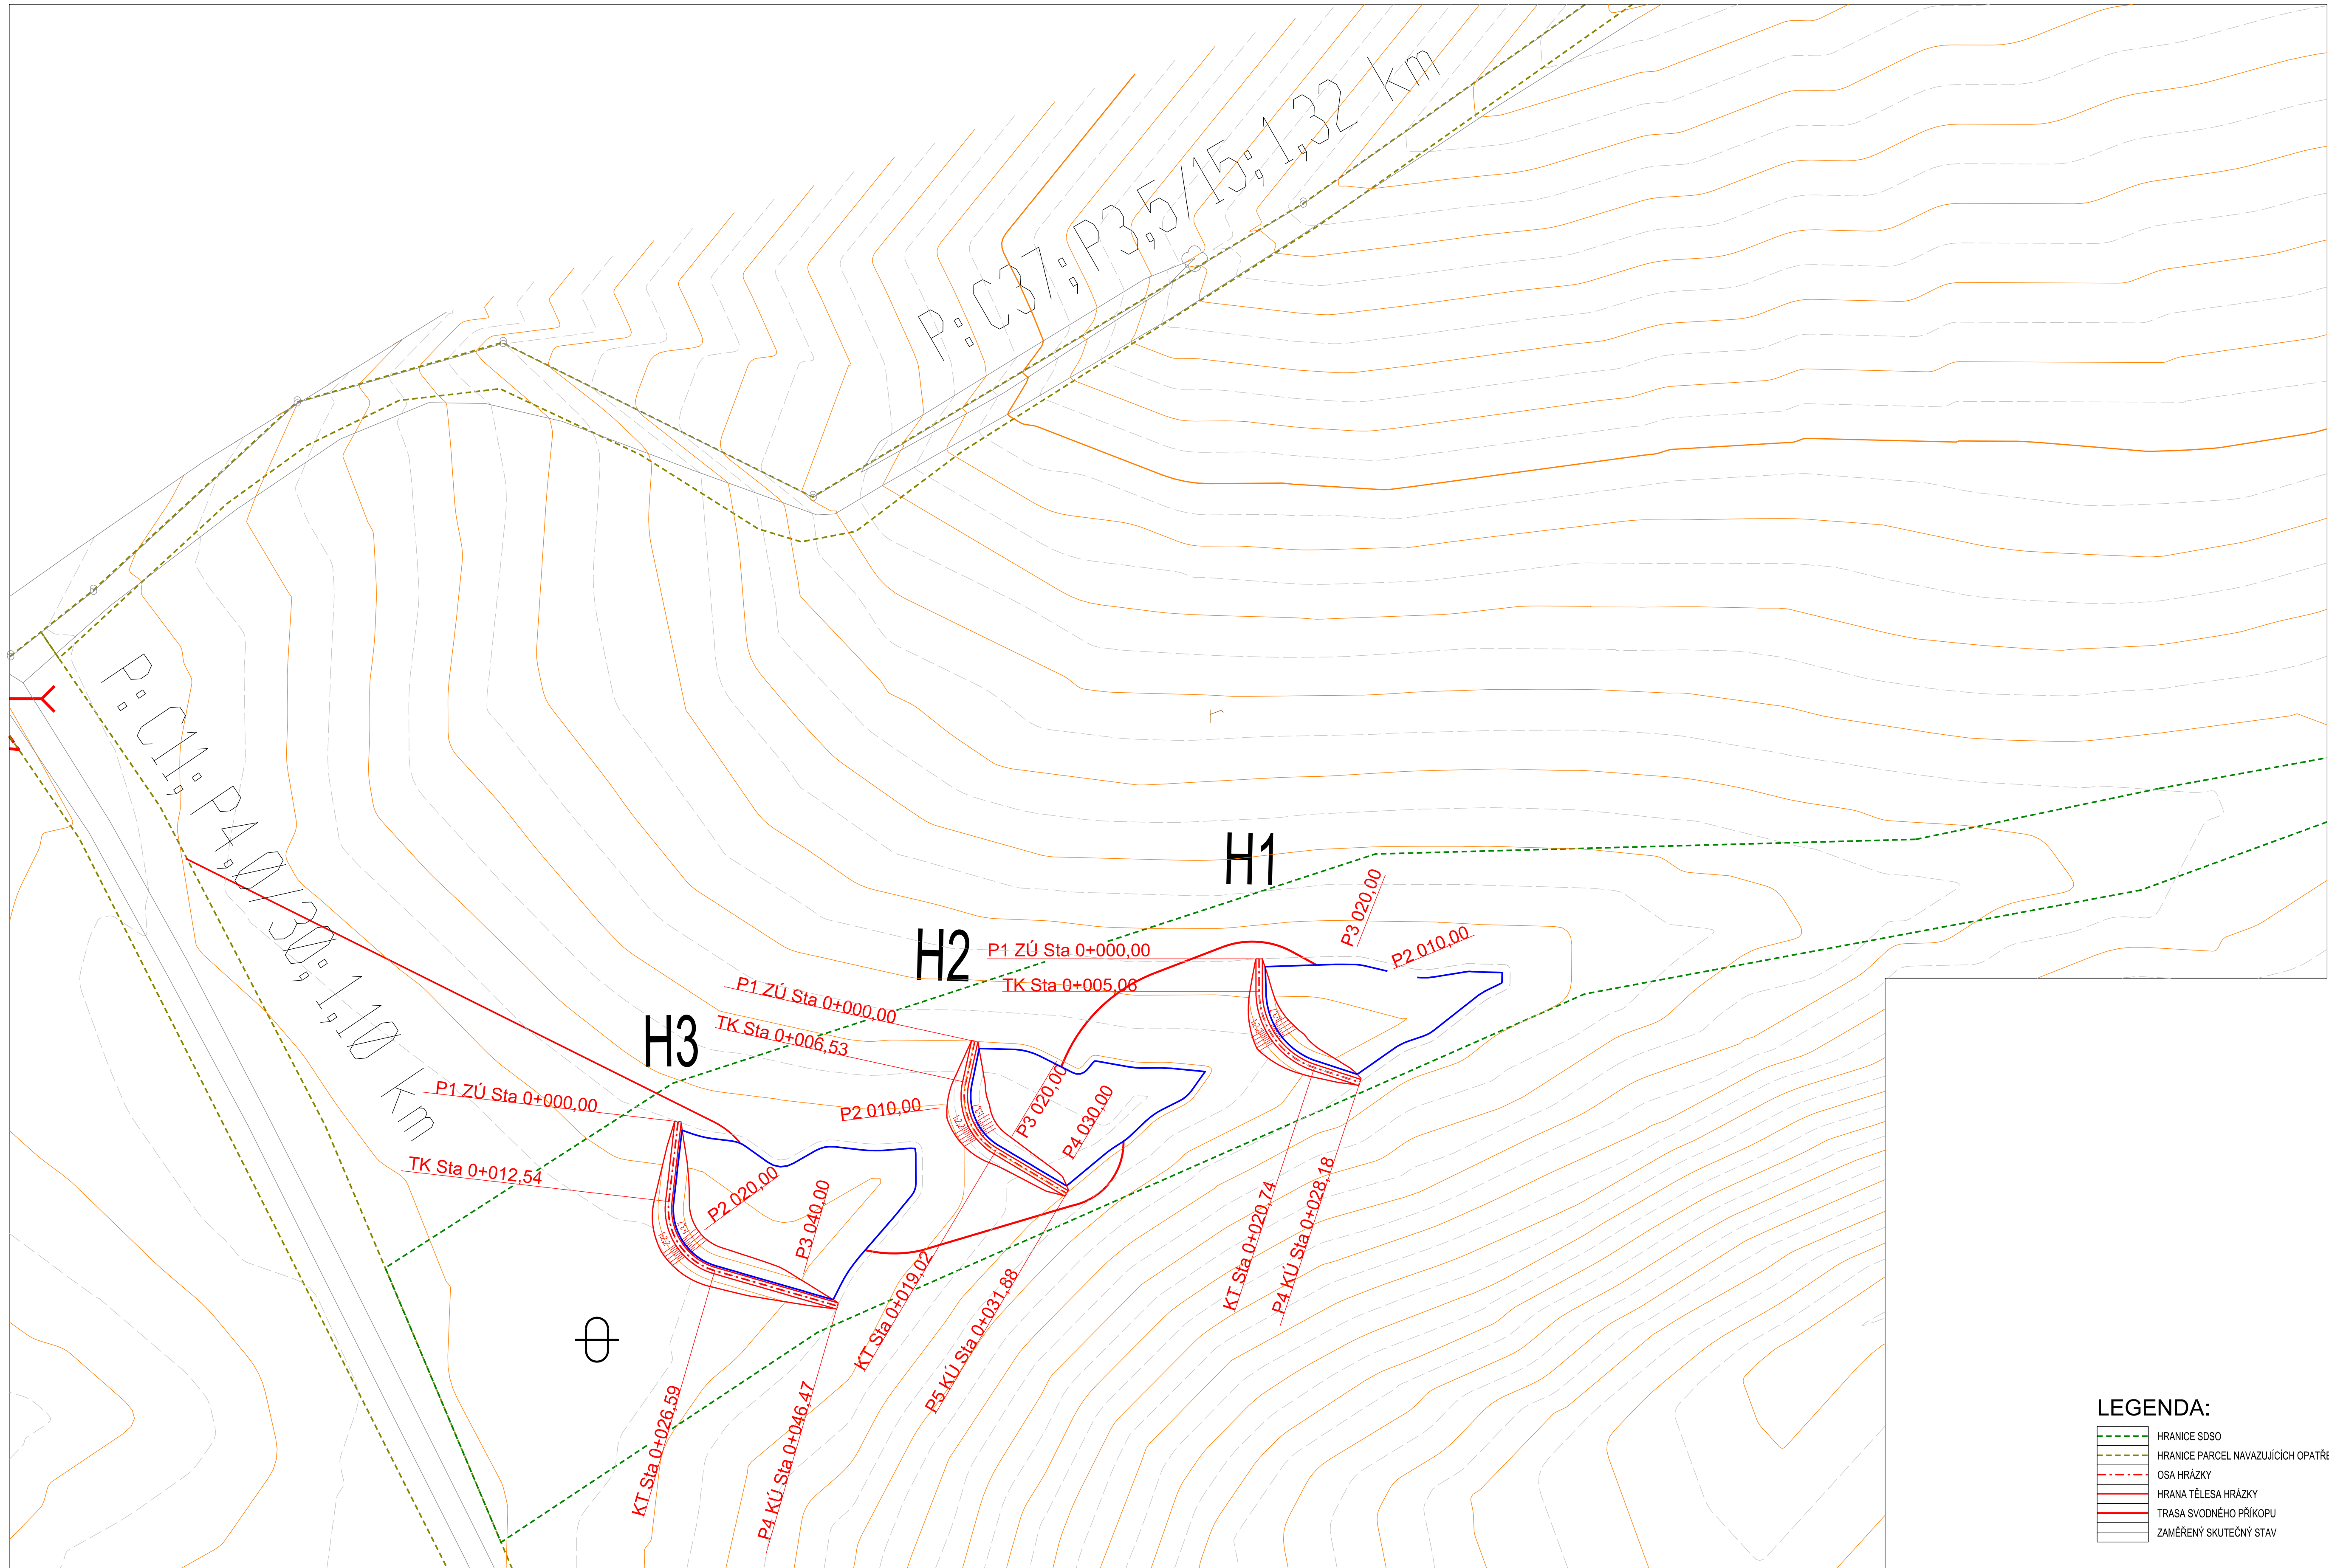 P: C37; P3,5/15; 1,32 km
P: C11; P4,0/30; 1,10 km
r
H1
P3 020,00
P2 010,00
H2
P1 ZÚ Sta 0+000,00
TK Sta 0+005,06
P1 ZÚ Sta 0+000,00
TK Sta 0+006,53
H3
P3 020,00
P2 010,00
P4 030,00
P1 ZÚ Sta 0+000,00
TK Sta 0+012,54
P2 020,00
P3 040,00
KT Sta 0+020,74
P4 KÚ Sta 0+028,18
KT Sta 0+019,02
P5 KÚ Sta 0+031,88
KT Sta 0+026,59
P4 KÚ Sta 0+046,47
LEGENDA:
HRANICE SDSO
HRANICE PARCEL NAVAZUJÍCÍCH OPATŘE
OSA HRÁZKY
HRANA TĚLESA HRÁZKY
TRASA SVODNÉHO PŘÍKOPU
ZAMĚŘENÝ SKUTEČNÝ STAV